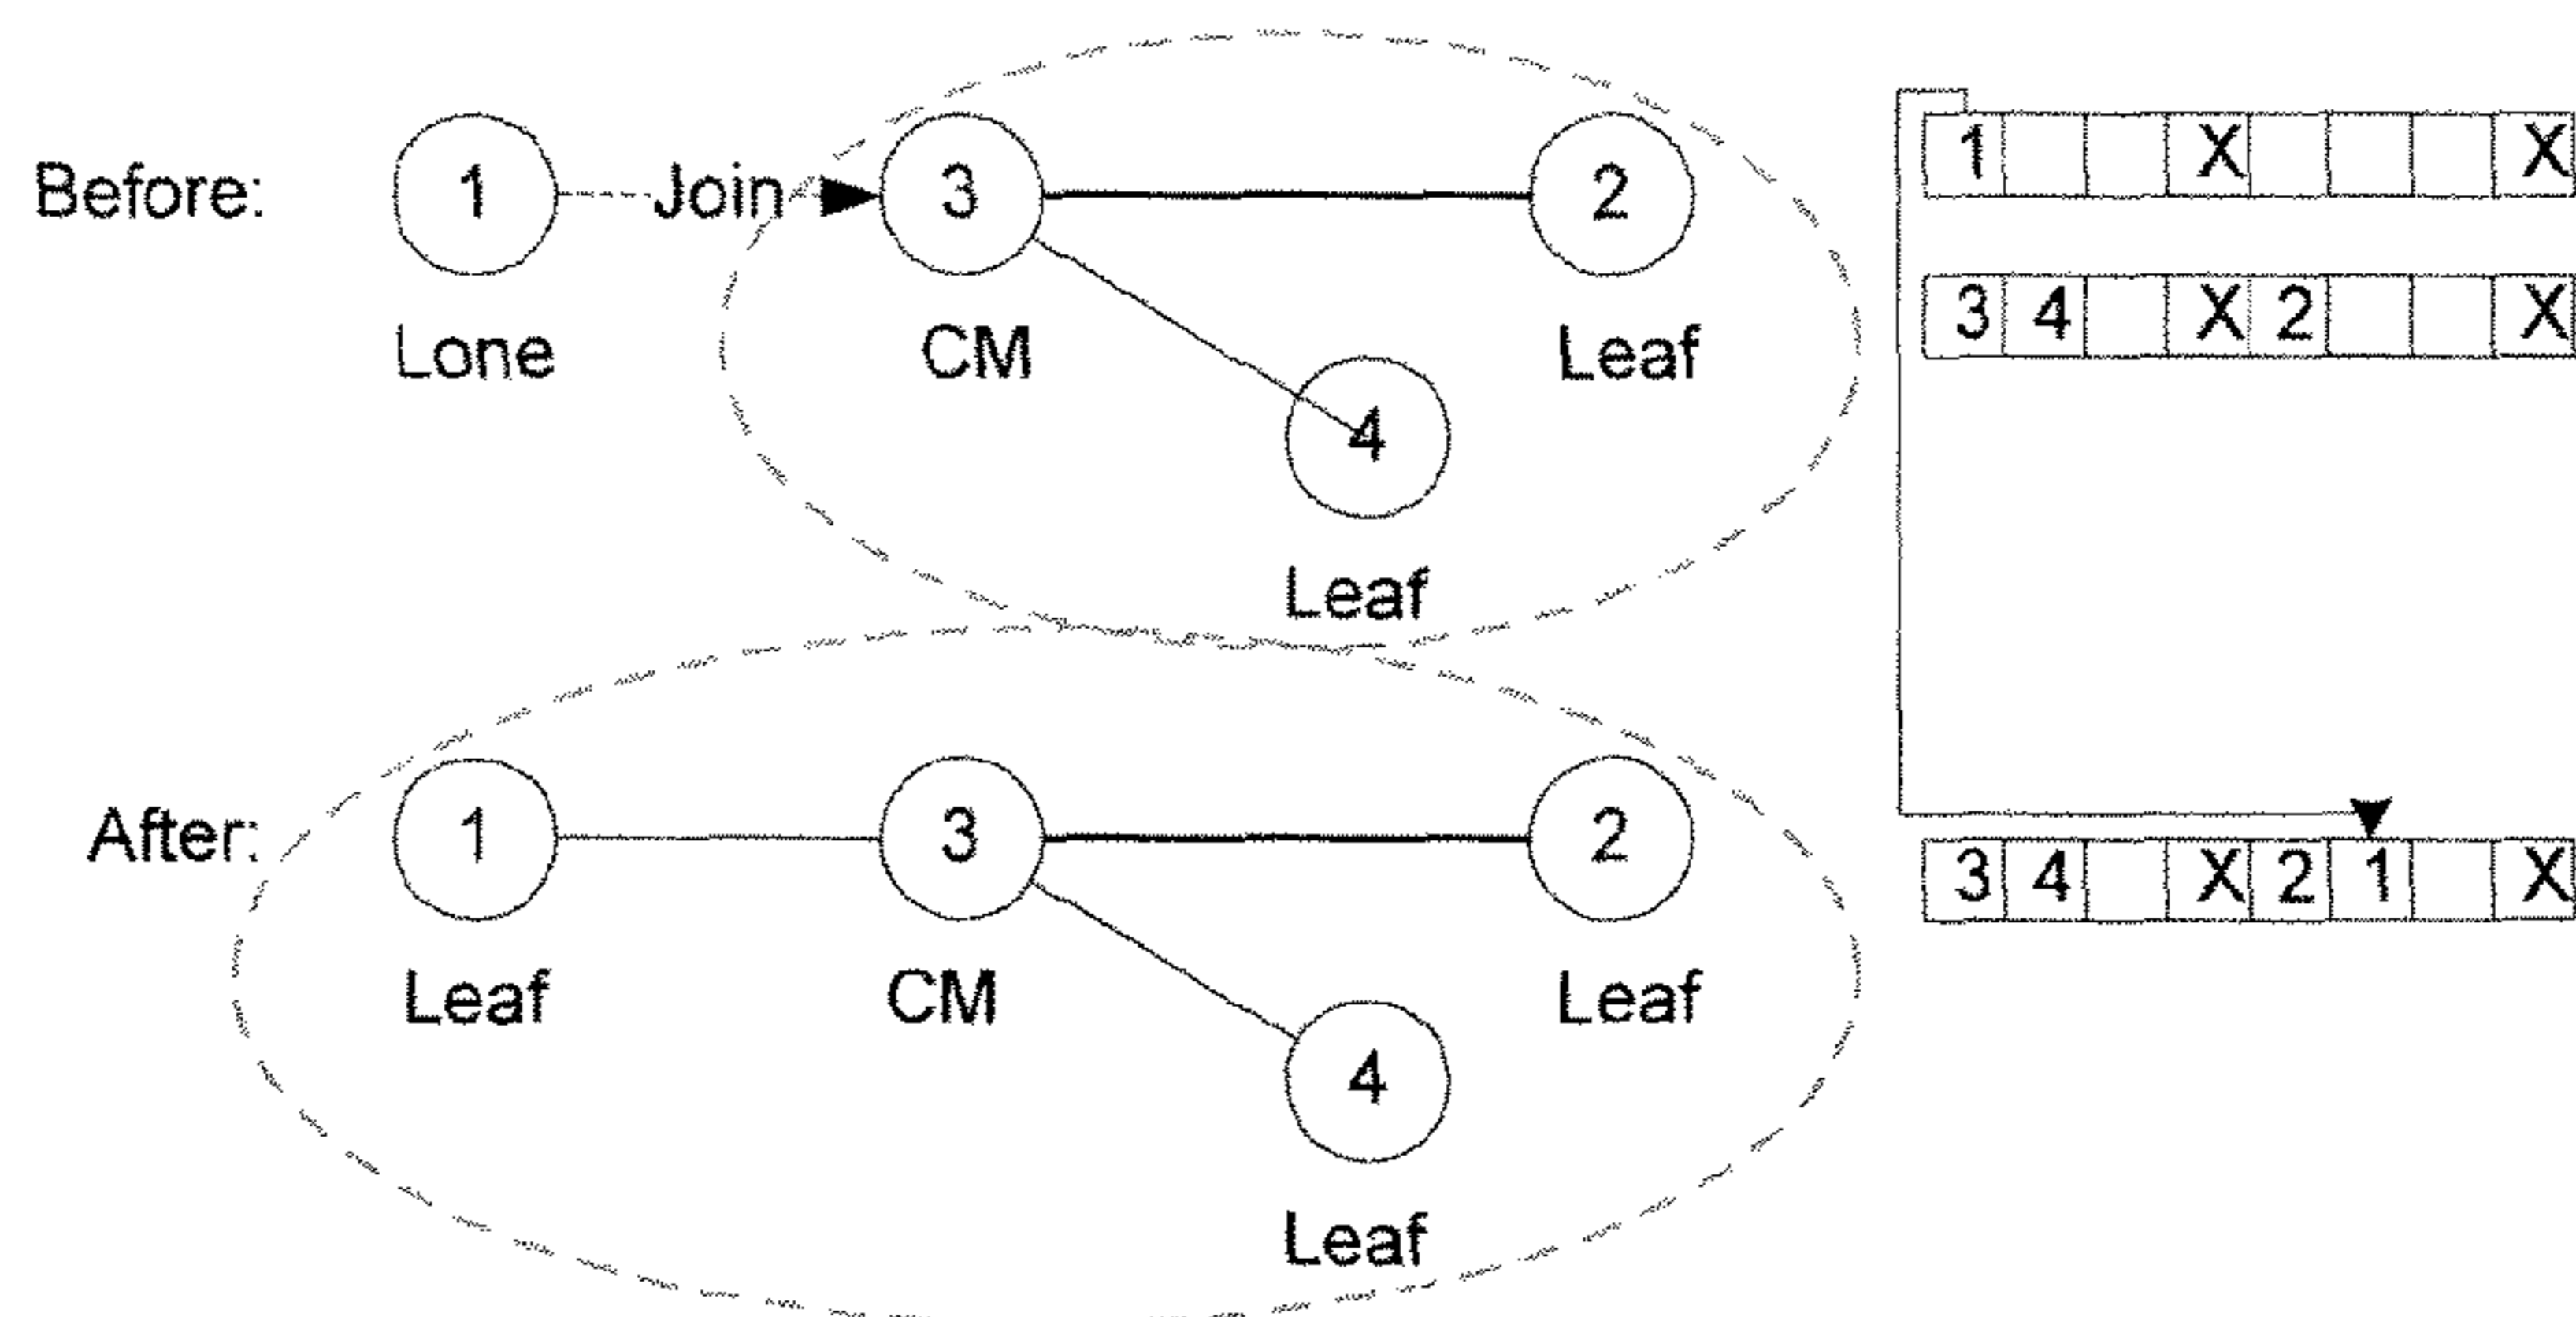 Before: 1 Join 3 2 1 X X
Lone CM Leaf 3 4 X 2 X
4
Leaf
After: 1 3 2 3 4 X 2 1 X
Leaf CM Leaf
4
Leaf